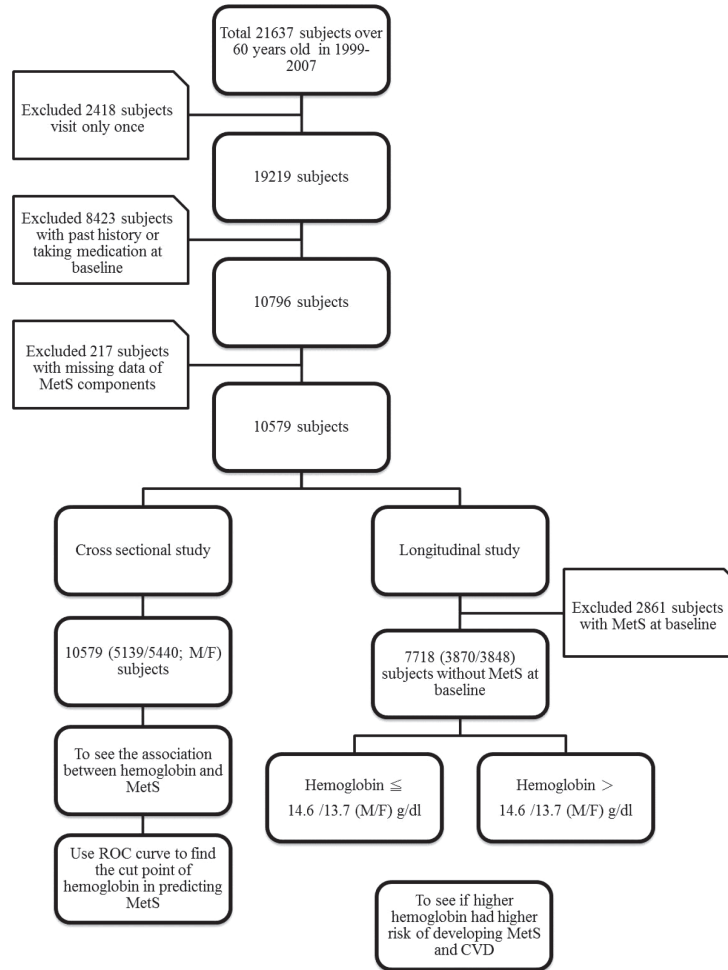 Total 21637 subjects over
60 years old in 1999-
2007
Excluded 2418 subjects
visit only once
19219 subjects
Excluded 8423 subjects
with past history or
taking medication at
baseline
10796 subjects
Excluded 217 subjects
with missing data of
MetS components
10579 subjects
Cross sectional study
Longitudinal study
Excluded 2861 subjects
with MetS at baseline
10579 (5139/5440; M/F)
subjects
7718 (3870/3848)
subjects without MetS at
baseline
To see the association
between hemoglobin and
MetS
Hemoglobin ≦
14.6 /13.7 (M/F) g/dl
Hemoglobin >
14.6 /13.7 (M/F) g/dl
Use ROC curve to find
the cut point of
hemoglobin in predicting
MetS
To see if higher
hemoglobin had higher
risk of developing MetS
and CVD